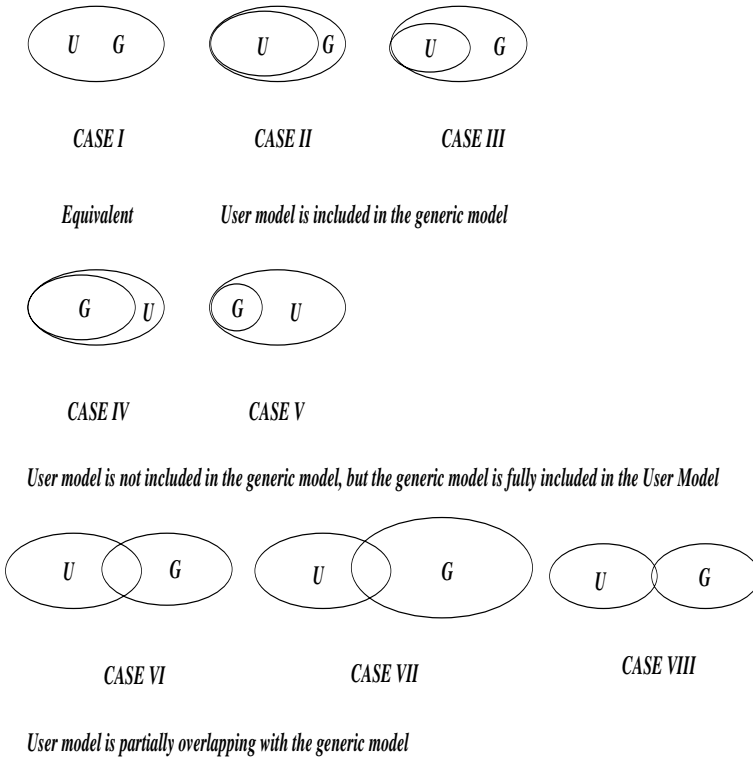 U G U G U G
CASE I CASE II CASE III
Equivalent User model is included in the generic model
G U G U
CASE IV CASE V
User model is not included in the generic model, but the generic model is fully included in the User Model
U G U G U G
CASE VI CASE VII CASE VIII
User model is partially overlapping with the generic model